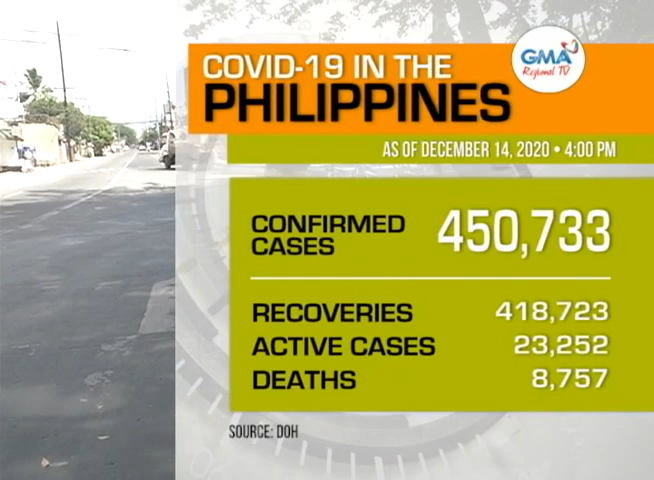 COVID-19 IN THE
PHILIPPINES
GMA
Regional TV
AS OF DECEMBER 14, 2020 • 4:00 PM
CONFIRMED
CASES
450,733
RECOVERIES 418,723
ACTIVE CASES 23,252
DEATHS 8,757
SOURCE: DOH